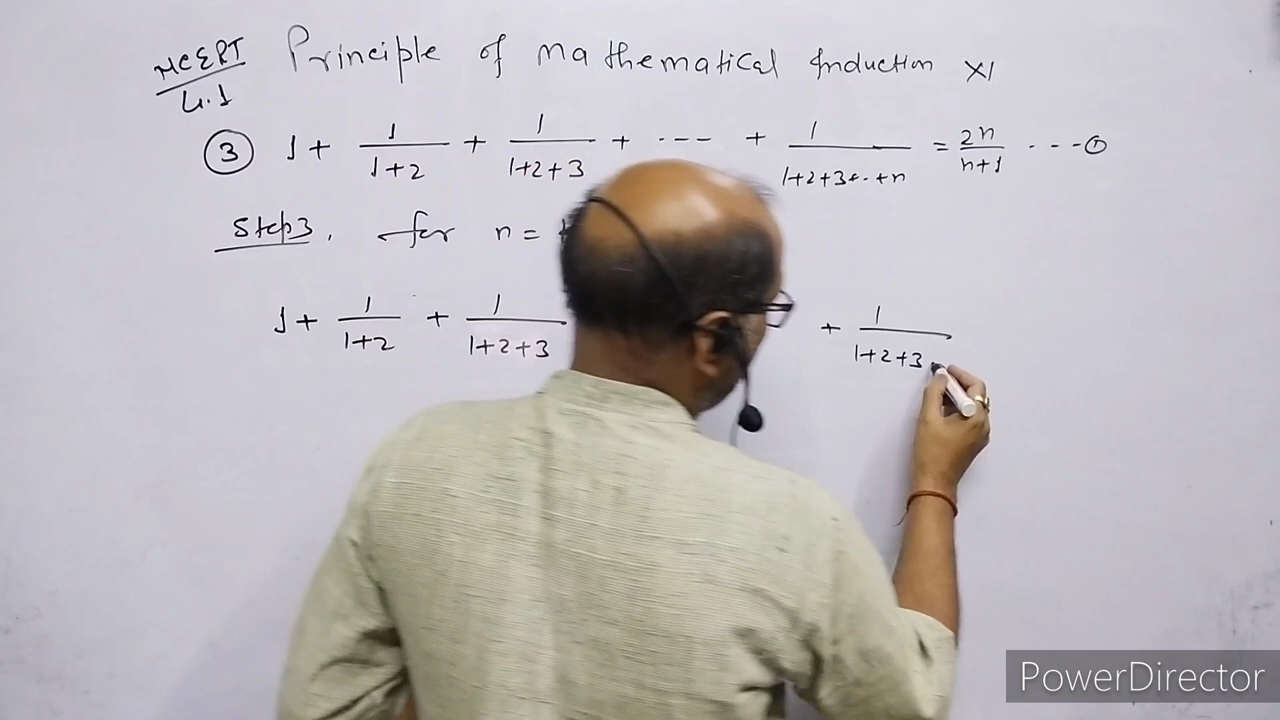 NCERT Principle of Mathematical Induction XI
4.1
③ 1 + 1/(1+2) + 1/(1+2+3) + --- + 1/(1+2+3+..+n) = 2n/(n+1) ---①
Step3, for n =
1 + 1/(1+2) + 1/(1+2+3) + 1/(1+2+3
PowerDirector